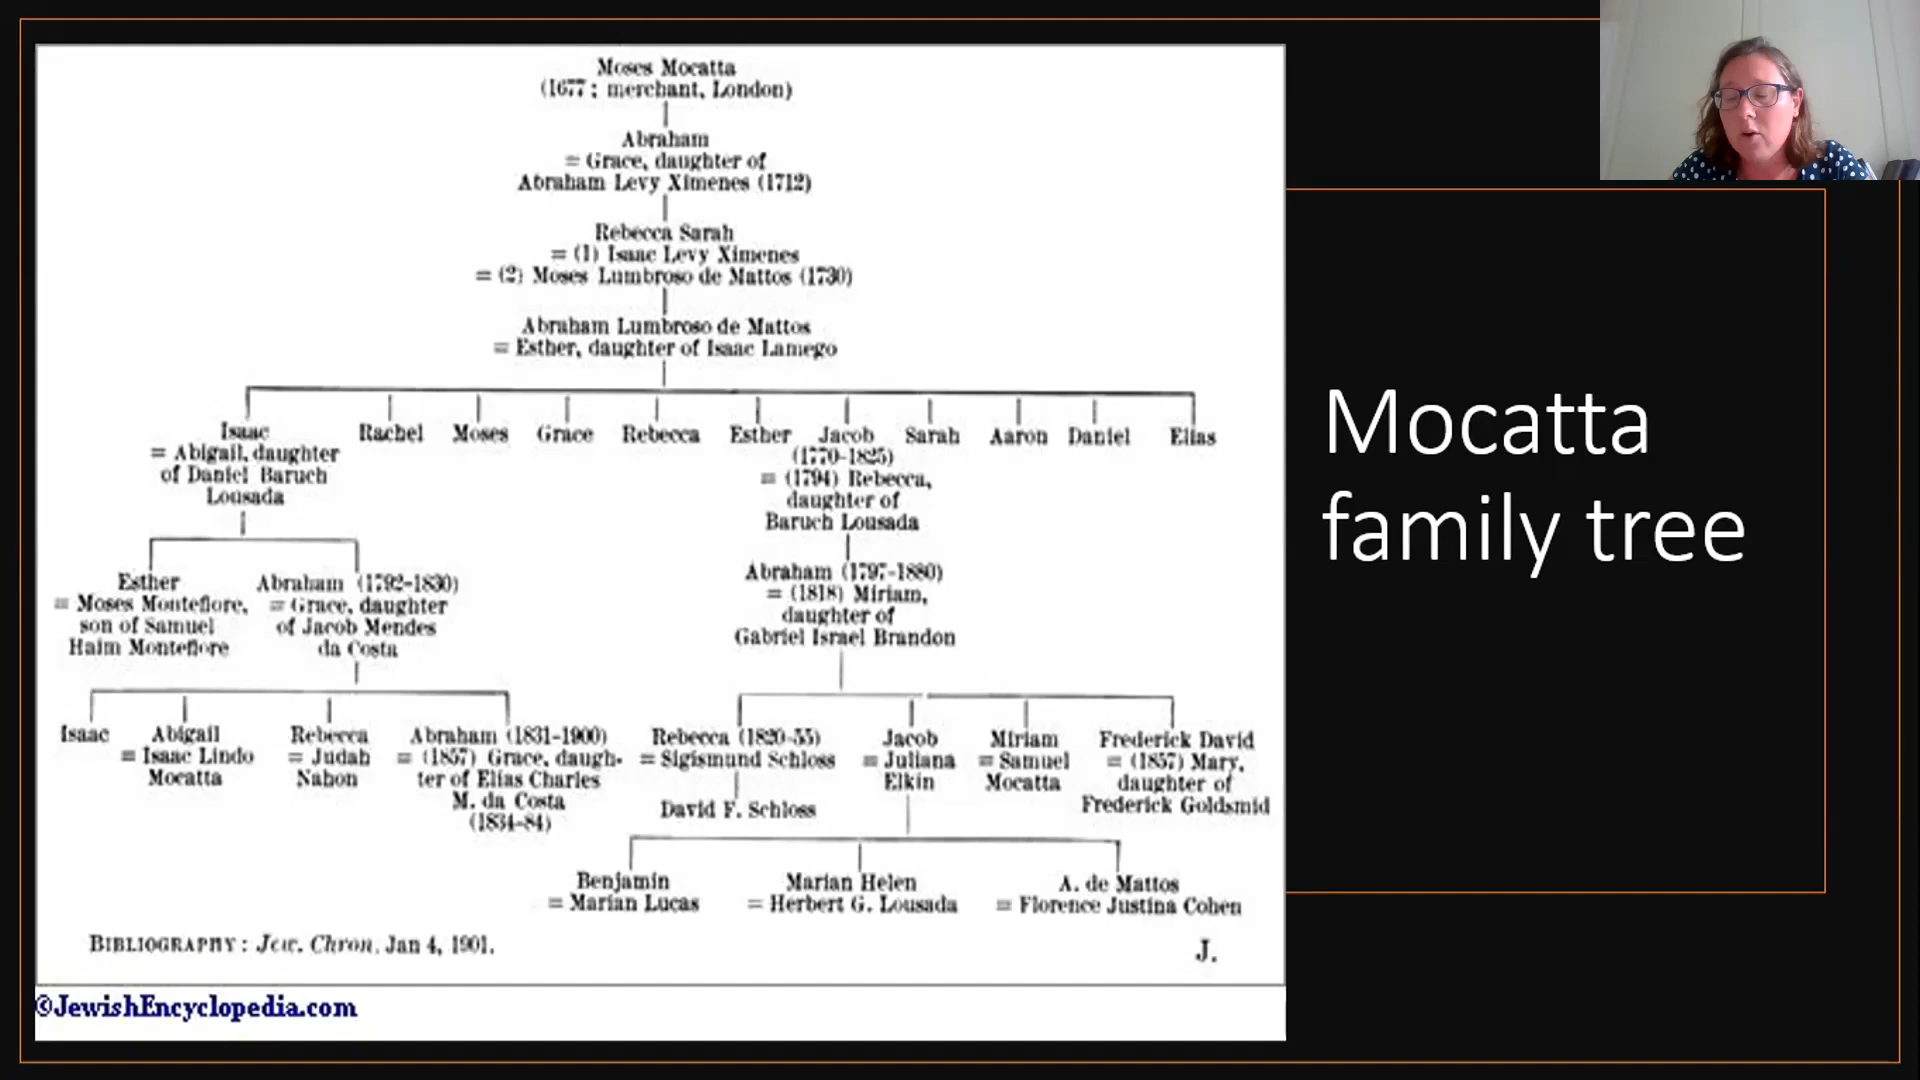 Moses Mocatta
(1677; merchant, London)
Abraham
= Grace, daughter of
Abraham Levy Ximenes (1712)
Rebecca Sarah
= (1) Isaac Levy Ximenes
= (2) Moses Lumbroso de Mattos (1730)
Abraham Lumbroso de Mattos
= Esther, daughter of Isaac Lamego
Isaac
= Abigail, daughter
of Daniel Baruch
Lousada
Rachel
Moses
Grace
Rebecca
Esther
Jacob
(1770-1825)
= (1794) Rebecca,
daughter of
Baruch Lousada
Sarah
Aaron
Daniel
Elias
Esther
= Moses Montefiore,
son of Samuel
Haim Montefiore
Abraham (1792-1830)
= Grace, daughter
of Jacob Mendes
da Costa
Abraham (1797-1880)
= (1818) Miriam,
daughter of
Gabriel Israel Brandon
Isaac
Abigail
= Isaac Lindo
Mocatta
Rebecca
= Judah
Nahon
Abraham (1831-1900)
= (1857) Grace, daugh-
ter of Elias Charles
M. da Costa
(1834-84)
Rebecca (1820-55)
= Sigismund Schloss
David F. Schloss
Jacob
= Juliana
Elkin
Miriam
= Samuel
Mocatta
Frederick David
= (1857) Mary,
daughter of
Frederick Goldsmid
Benjamin
= Marian Lucas
Marian Helen
= Herbert G. Lousada
A. de Mattos
= Florence Justina Cohen
BIBLIOGRAPHY: Jew. Chron. Jan 4, 1901.
J.
©JewishEncyclopedia.com
Mocatta
family tree